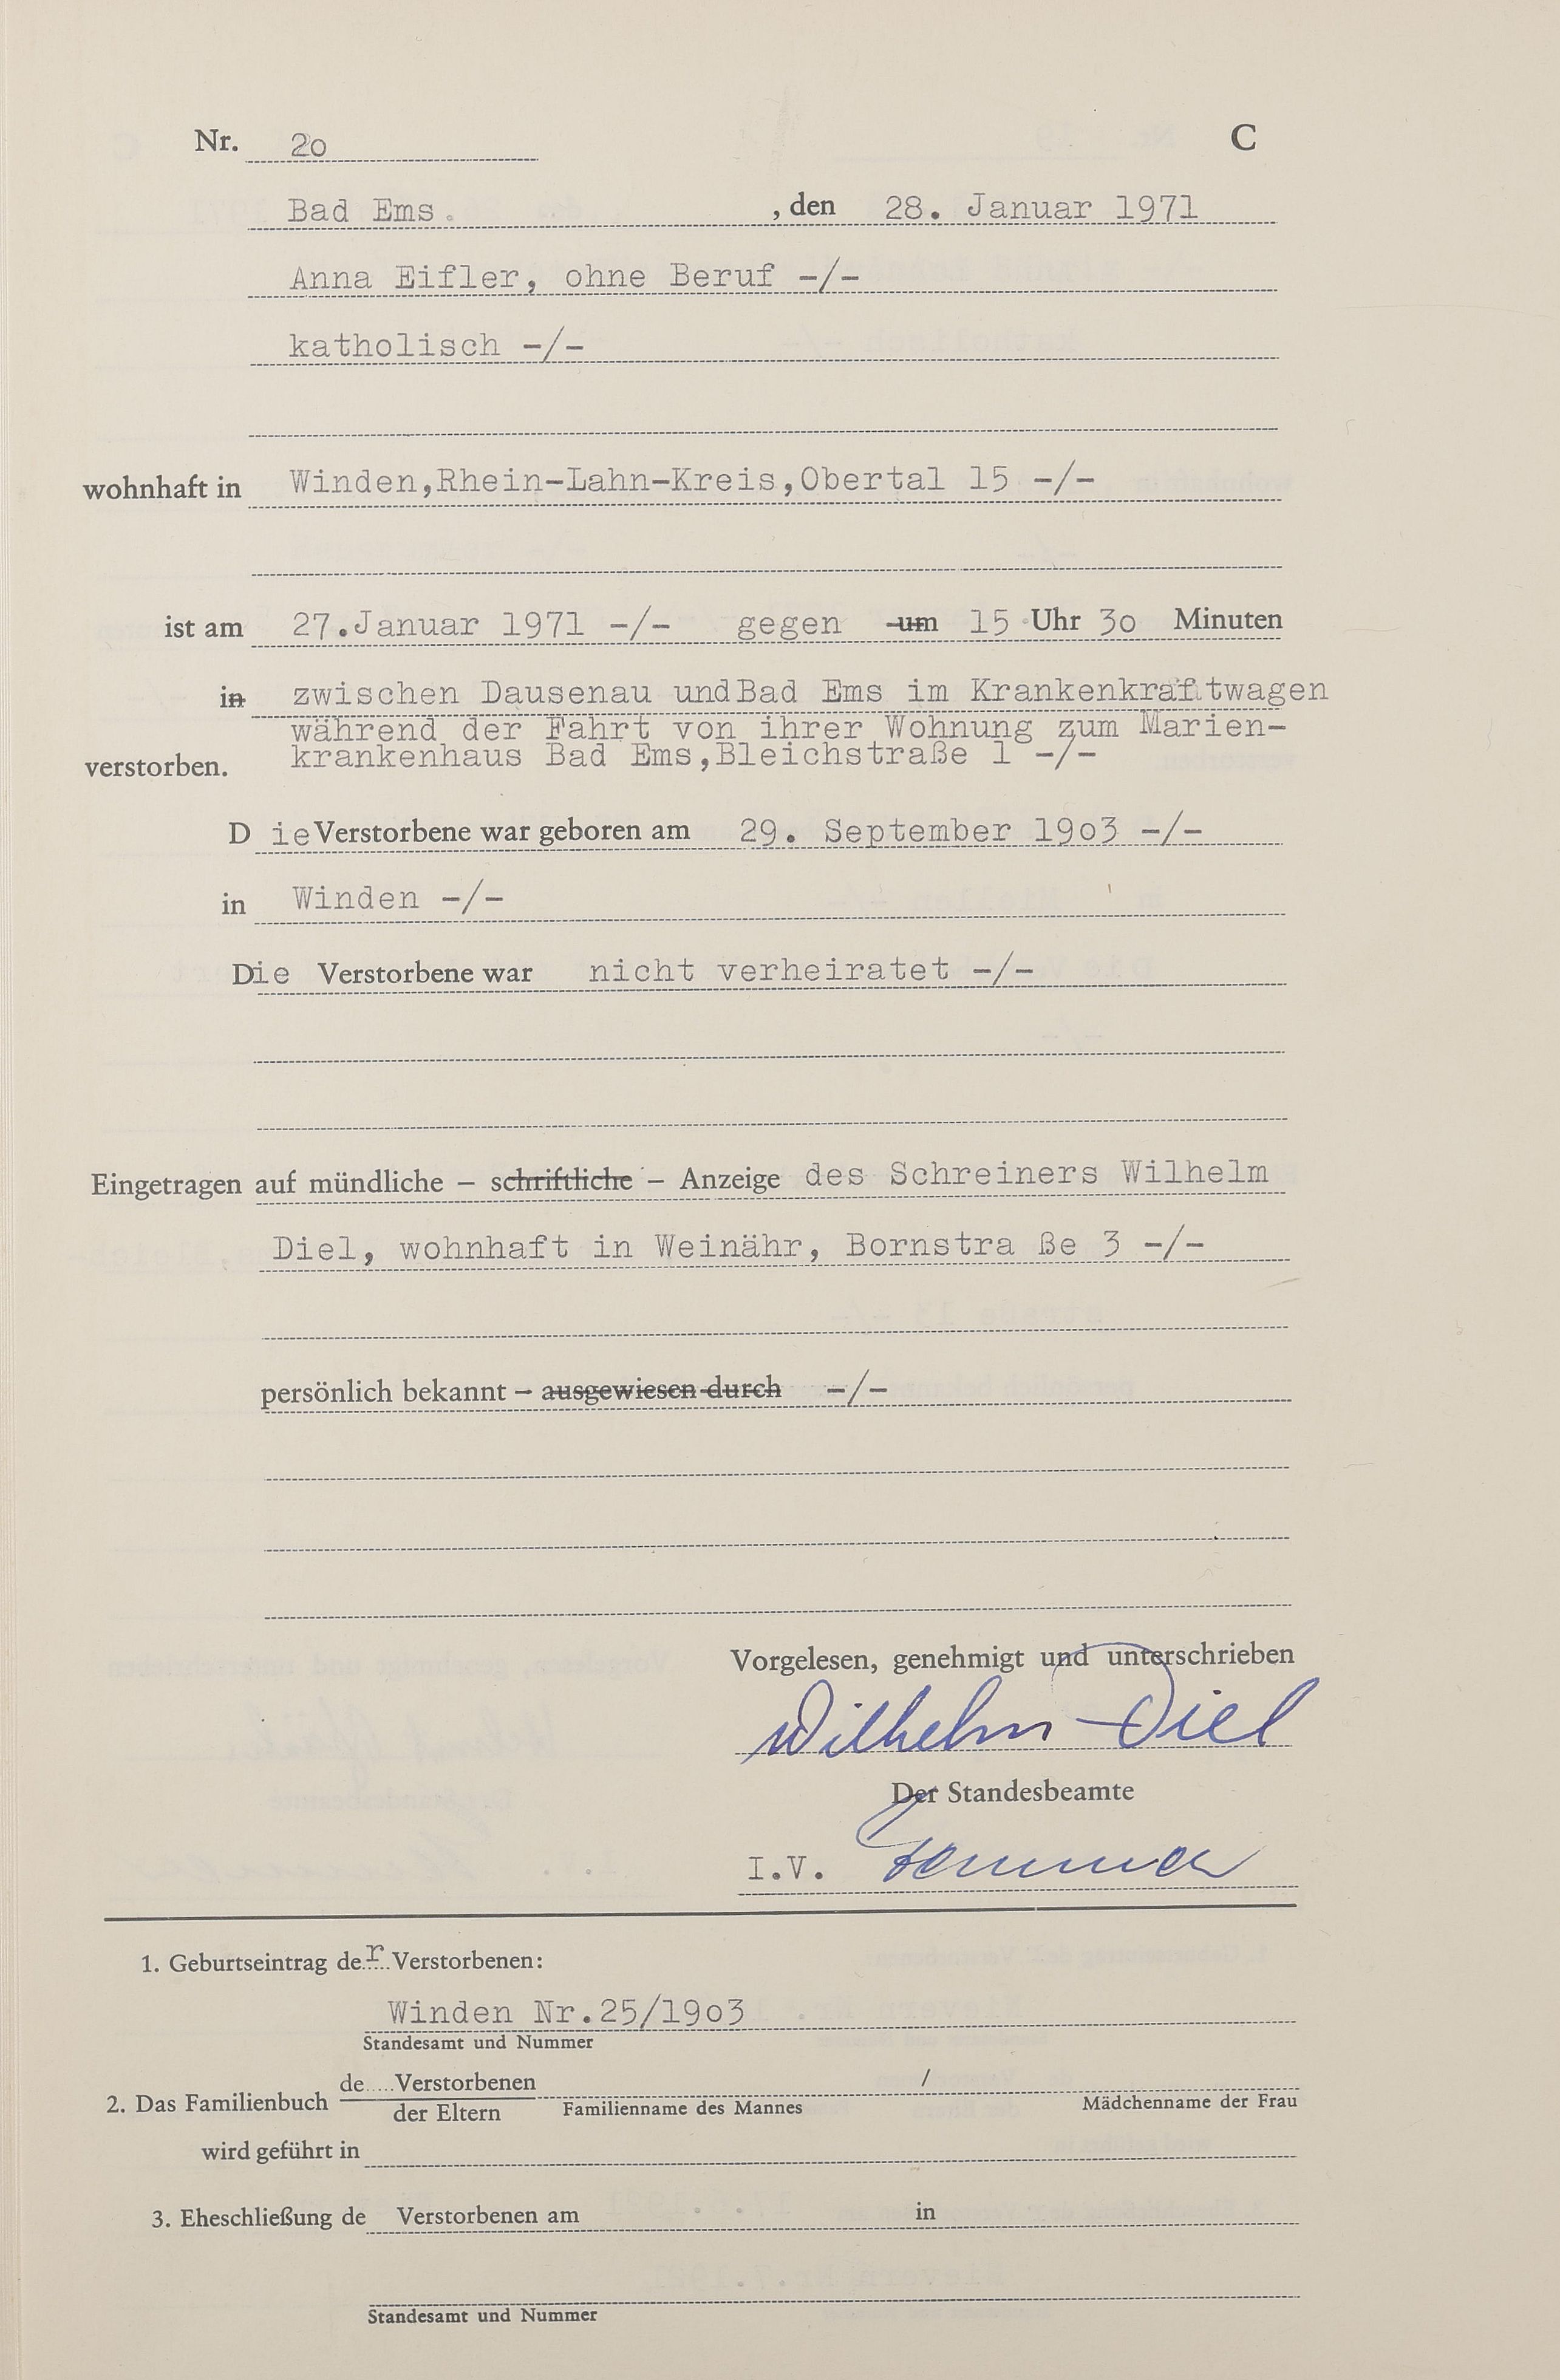 Nr. 2o C
Bad Ems. , den 28. Januar 1971
Anna Eifler, ohne Beruf -/-
katholisch -/-
wohnhaft in Winden,Rhein-Lahn-Kreis,Obertal 15 -/-
ist am 27.Januar 1971 -/- gegen um 15 Uhr 3o Minuten
in zwischen Dausenau und Bad Ems im Krankenkraftwagen
während der Fahrt von ihrer Wohnung zum Marien-
verstorben. krankenhaus Bad Ems,Bleichstraße 1 -/-
Die Verstorbene war geboren am 29. September 19o3 -/-
in Winden -/-
Die Verstorbene war nicht verheiratet -/-
Eingetragen auf mündliche – schriftliche – Anzeige des Schreiners Wilhelm
Diel, wohnhaft in Weinähr, Bornstra ße 3 -/-
persönlich bekannt – ausgewiesen durch -/-
Vorgelesen, genehmigt und unterschrieben
Wilhelm Diel
Der Standesbeamte
I.V.
1. Geburtseintrag der Verstorbenen:
Winden Nr.25/19o3
Standesamt und Nummer
2. Das Familienbuch de Verstorbenen /
der Eltern Familienname des Mannes Mädchenname der Frau
wird geführt in
3. Eheschließung de Verstorbenen am in
Standesamt und Nummer